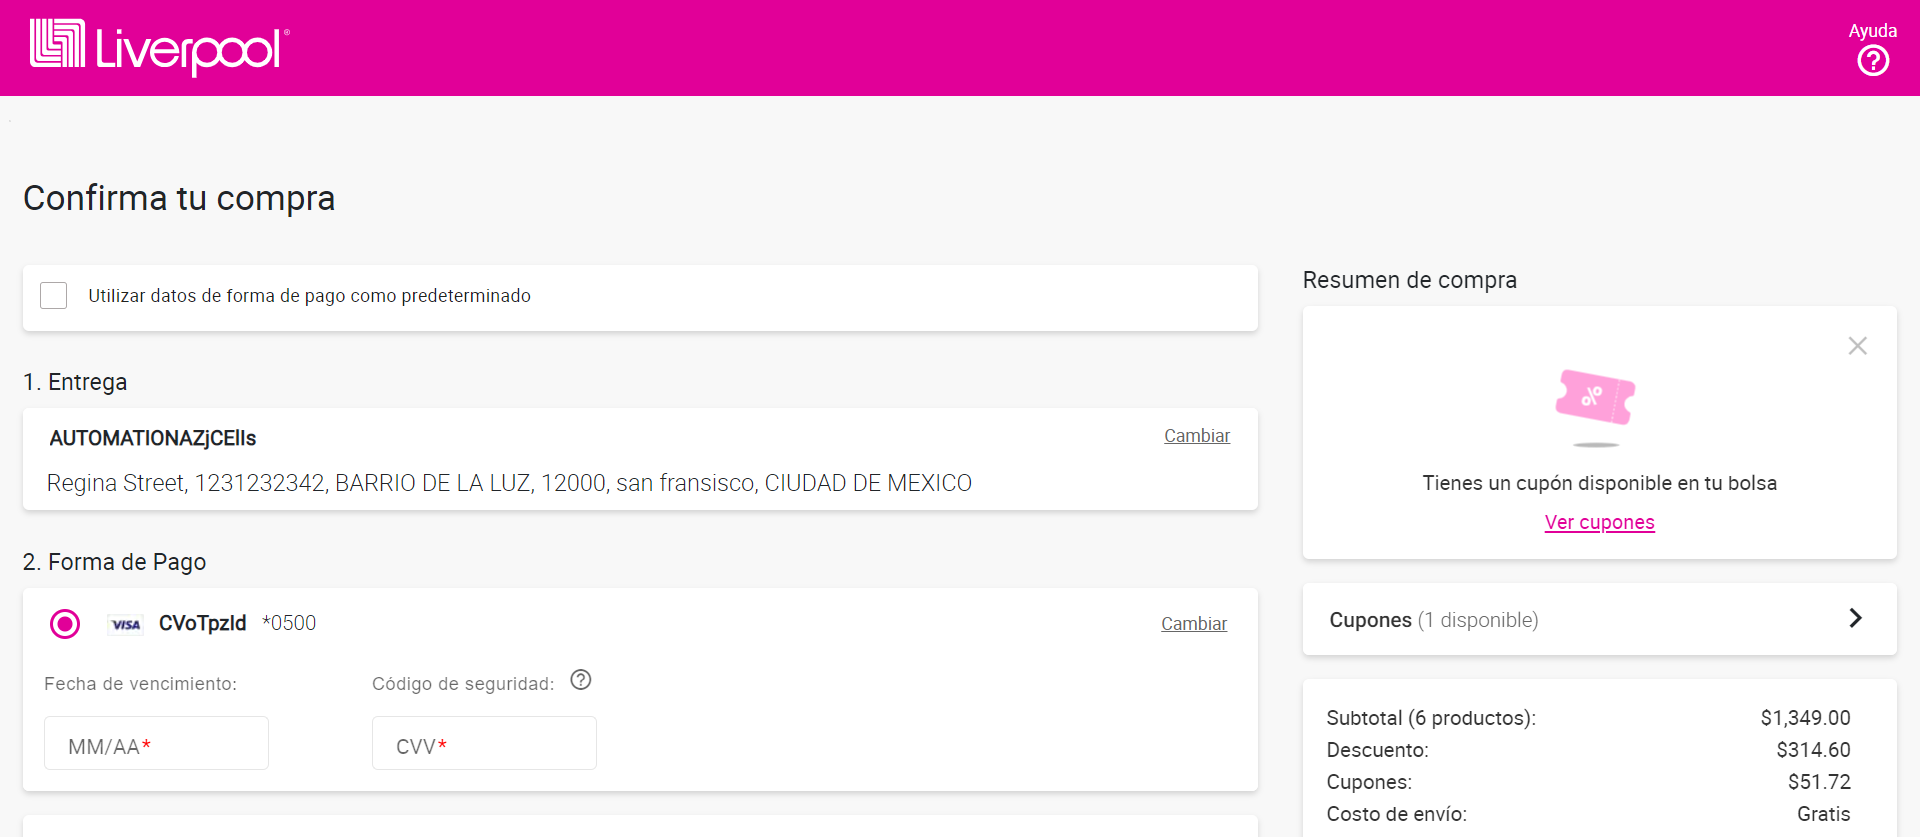 Liverpool®
Ayuda
Confirma tu compra
Utilizar datos de forma de pago como predeterminado
1. Entrega
AUTOMATIONAZjCElls
Cambiar
Regina Street, 1231232342, BARRIO DE LA LUZ, 12000, san fransisco, CIUDAD DE MEXICO
2. Forma de Pago
VISA CVoTpzld *0500
Cambiar
Fecha de vencimiento:
Código de seguridad:
MM/AA*
CVV*
Resumen de compra
%
Tienes un cupón disponible en tu bolsa
Ver cupones
Cupones (1 disponible)
Subtotal (6 productos): $1,349.00
Descuento: $314.60
Cupones: $51.72
Costo de envío: Gratis